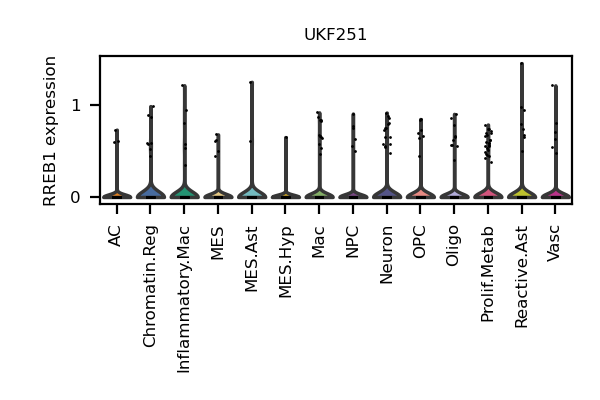 UKF251
RREB1 expression
1
0
AC
Chromatin.Reg
Inflammatory.Mac
MES
MES.Ast
MES.Hyp
Mac
NPC
Neuron
OPC
Oligo
Prolif.Metab
Reactive.Ast
Vasc